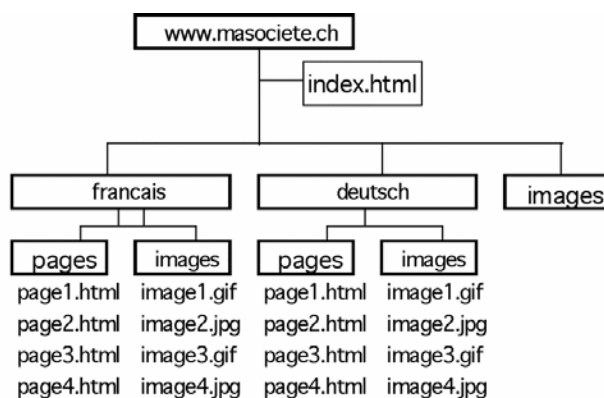 www.masociete.ch
index.html
francais deutsch images
pages images pages images
page1.html image1.gif page1.html image1.gif
page2.html image2.jpg page2.html image2.jpg
page3.html image3.gif page3.html image3.gif
page4.html image4.jpg page4.html image4.jpg